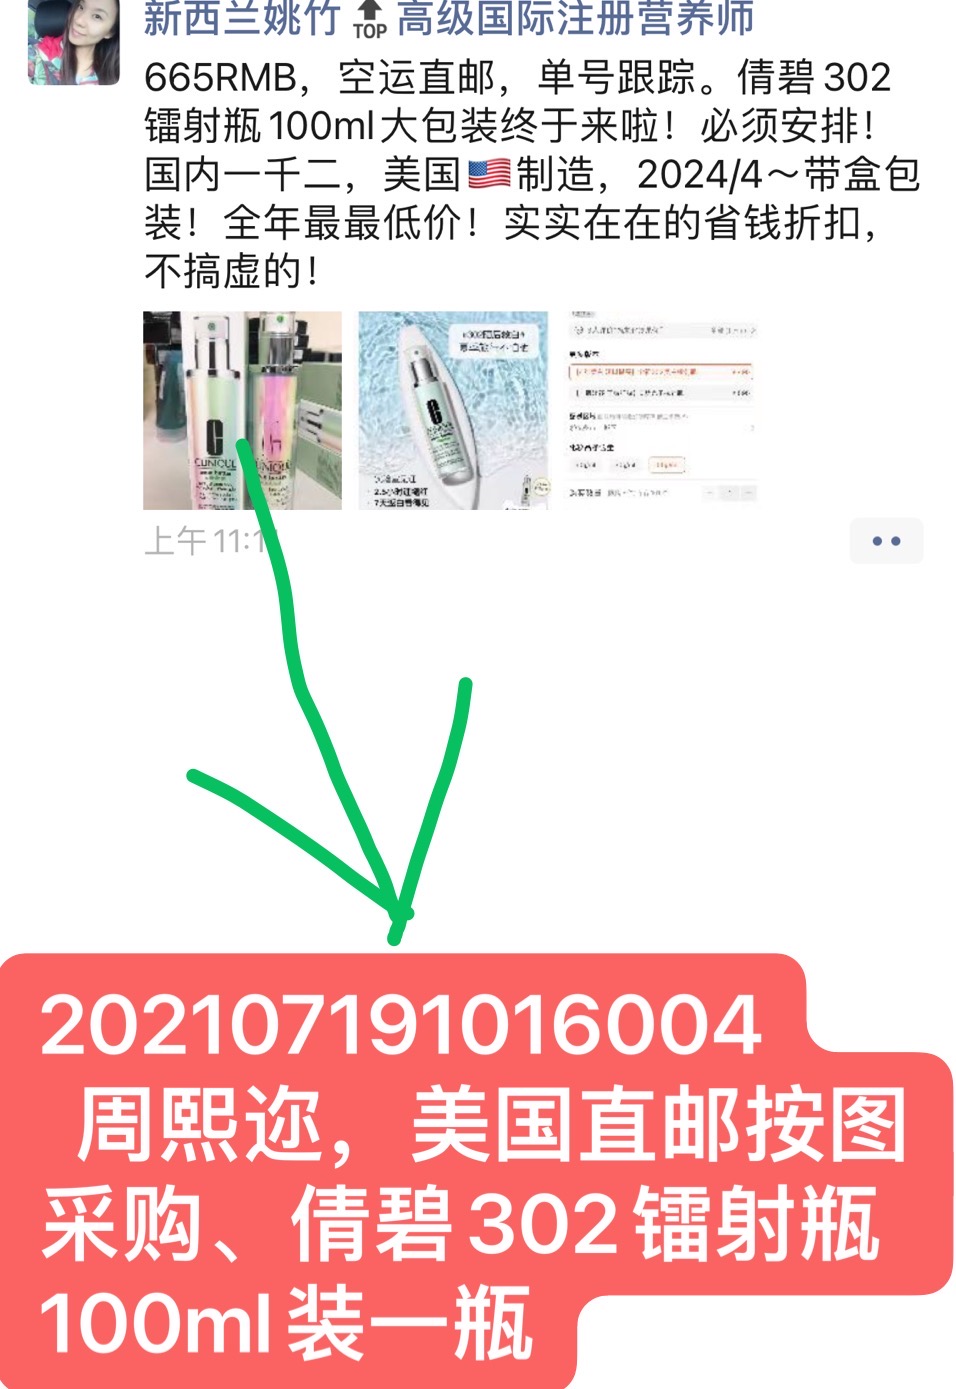 新西兰姚竹🔝高级国际注册营养师
665RMB，空运直邮，单号跟踪。倩碧302
镭射瓶100ml大包装终于来啦！必须安排！
国内一千二，美国🇺🇸制造，2024/4～带盒包
装！全年最最低价！实实在在的省钱折扣，
不搞虚的！
CLINIQUE
CLINIQUE
CLINIQUE
上午11:1
202107191016004
周熙迩，美国直邮按图
采购、倩碧302镭射瓶
100ml装一瓶